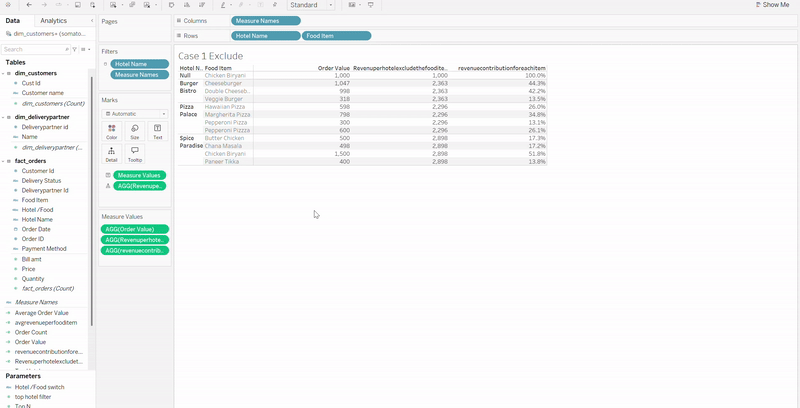 Standard
Show Me
Data
Analytics
dim_customers+ (somato...
Search
Tables
dim_customers
Cust Id
Customer name
dim_customers (Count)
dim_deliverypartner
Deliverypartner.id
Name
dim_deliverypartner (...
fact_orders
Customer Id
Delivery Status
Deliverypartner Id
Food Item
Hotel /Food
Hotel Name
Order Date
Order ID
Payment Method
Bill amt
Price
Quantity
fact_orders (Count)
Measure Names
Average Order Value
avgrevenueperfooditem
Order Count
Order Value
revenuecontributionfore...
Revenuperhotelexcludet...
Parameters
Hotel /Food switch
top hotel filter
Top N
Pages
Filters
Hotel Name
Measure Names
Marks
Automatic
Color
Size
Text
Detail
Tooltip
Measure Values
AGG(Revenupe..
Measure Values
AGG(Order Value)
AGG(Revenuperhote..
AGG(revenuecontrib..
Columns
Measure Names
Rows
Hotel Name
Food Item
Case 1 Exclude
Hotel N.. Food Item Order Value Revenuperhotelexcludethefooditе.. revenuecontributionforeachitem
Null Chicken Biryani 1,000 1,000 100.0%
Burger Cheeseburger 1,047 2,363 44.3%
Bistro Double Cheeseb.. 998 2,363 42.2%
Veggie Burger 318 2,363 13.5%
Pizza Hawaiian Pizza 598 2,296 26.0%
Palace Margherita Pizza 798 2,296 34.8%
Pepperoni Pizza 300 2,296 13.1%
Pepperoni Pizzza 600 2,296 26.1%
Spice Butter Chicken 500 2,898 17.3%
Paradise Chana Masala 498 2,898 17.2%
Chicken Biryani 1,500 2,898 51.8%
Paneer Tikka 400 2,898 13.8%